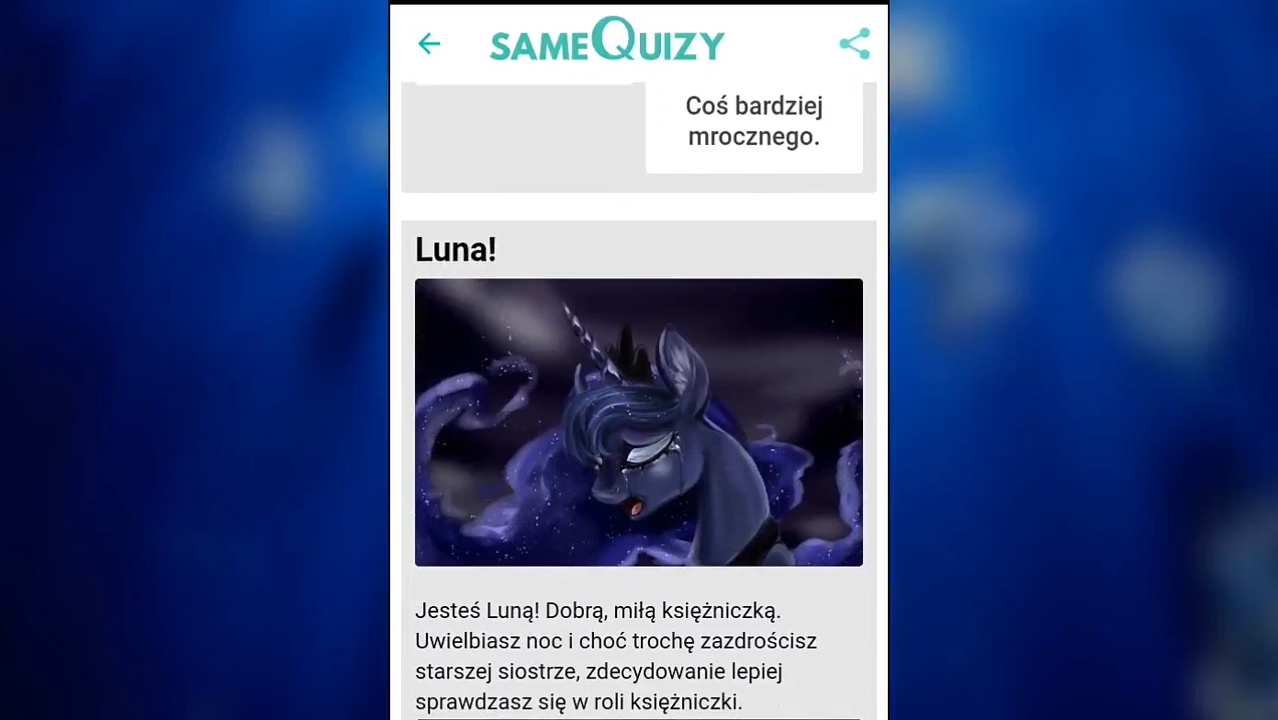 SAMEQUIZY
Coś bardziej
mrocznego.
Luna!
Jesteś Luną! Dobrą, miłą księżniczką.
Uwielbiasz noc i choć trochę zazdrościsz
starszej siostrze, zdecydowanie lepiej
sprawdzasz się w roli księżniczki.